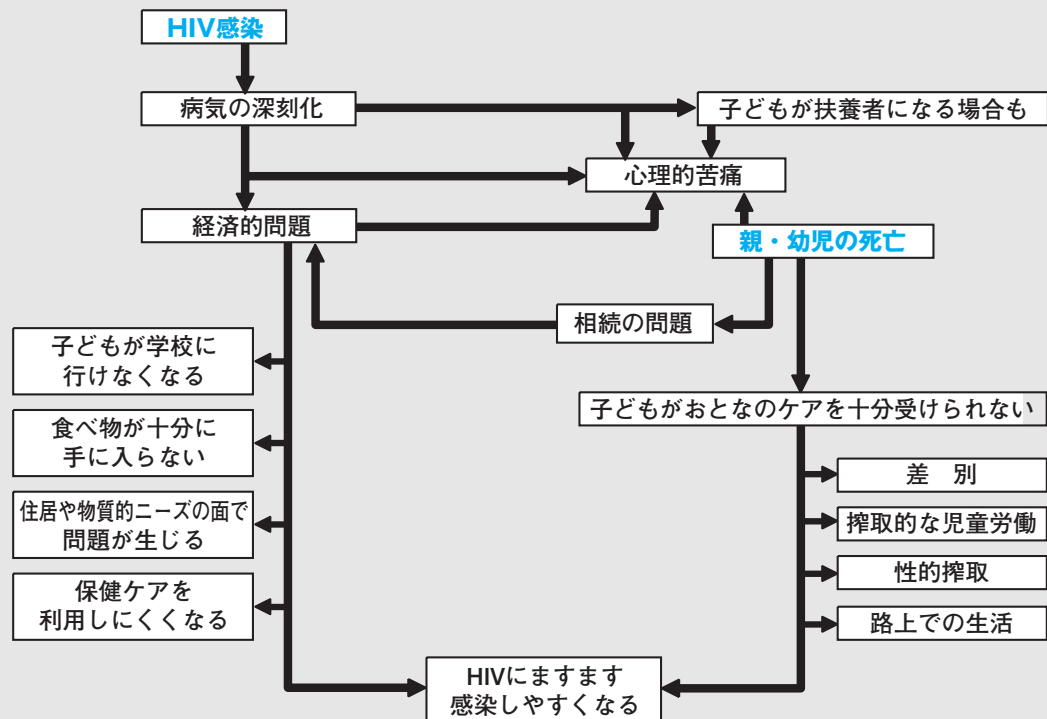 HIV感染
病気の深刻化
子どもが扶養者になる場合も
心理的苦痛
経済的問題
親・幼児の死亡
相続の問題
子どもが学校に
行けなくなる
食べ物が十分に
手に入らない
住居や物質的ニーズの面で
問題が生じる
保健ケアを
利用しにくくなる
子どもがおとなのケアを十分受けられない
差　別
搾取的な児童労働
性的搾取
路上での生活
HIVにますます
感染しやすくなる